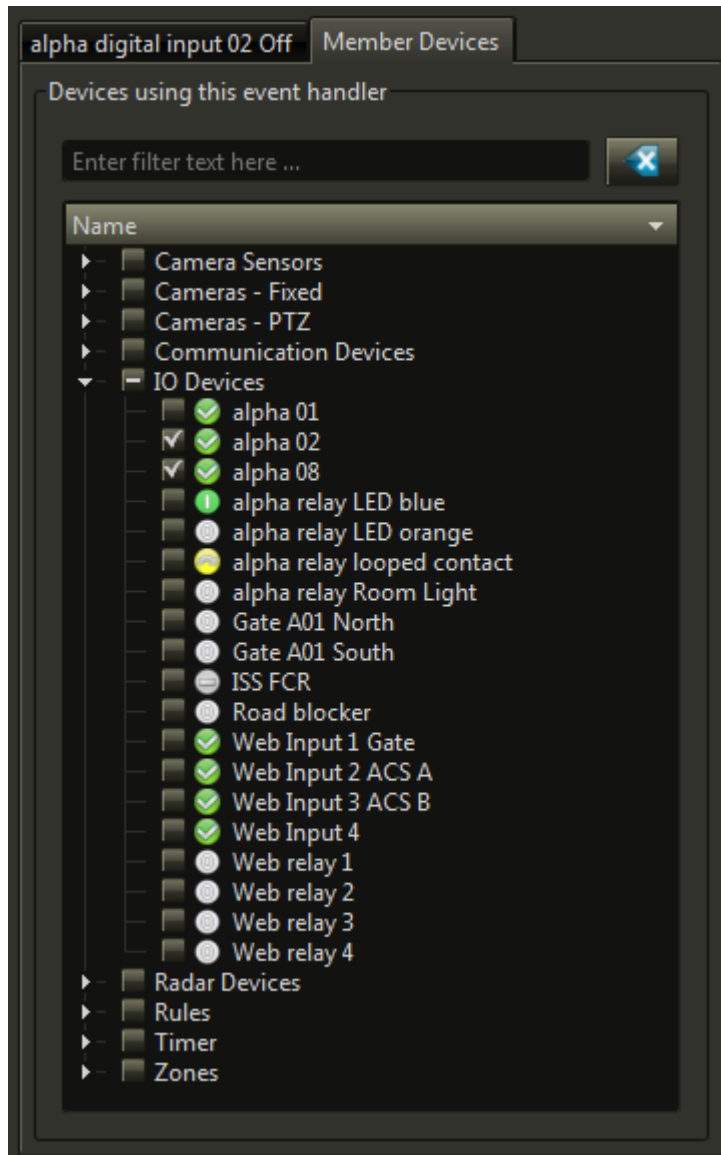 alpha digital input 02 Off
Member Devices
Devices using this event handler
Enter filter text here ...
Name
Camera Sensors
Cameras - Fixed
Cameras - PTZ
Communication Devices
IO Devices
alpha 01
alpha 02
alpha 08
alpha relay LED blue
alpha relay LED orange
alpha relay looped contact
alpha relay Room Light
Gate A01 North
Gate A01 South
ISS FCR
Road blocker
Web Input 1 Gate
Web Input 2 ACS A
Web Input 3 ACS B
Web Input 4
Web relay 1
Web relay 2
Web relay 3
Web relay 4
Radar Devices
Rules
Timer
Zones